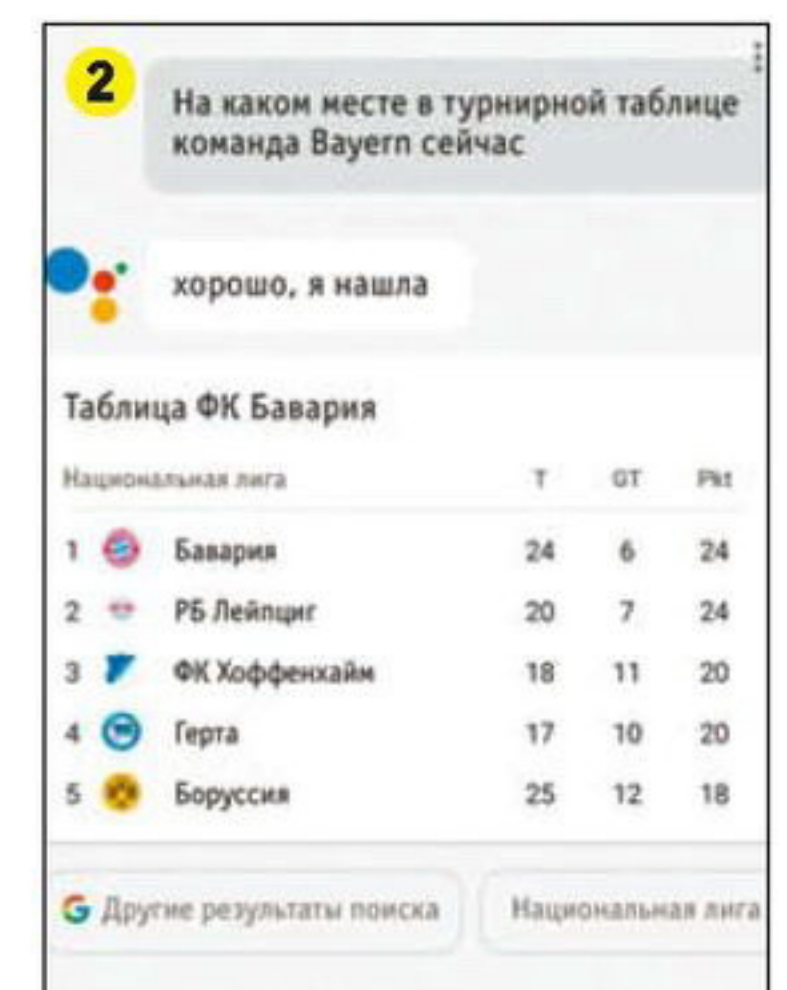 2
На каком месте в турнирной таблице
команда Bayern сейчас
хорошо, я нашла
Таблица ФК Бавария
Национальная лига T GT Pkt
1 Бавария 24 6 24
2 РБ Лейпциг 20 7 24
3 ФК Хоффенхайм 18 11 20
4 Герта 17 10 20
5 Боруссия 25 12 18
Другие результаты поиска Национальная лига